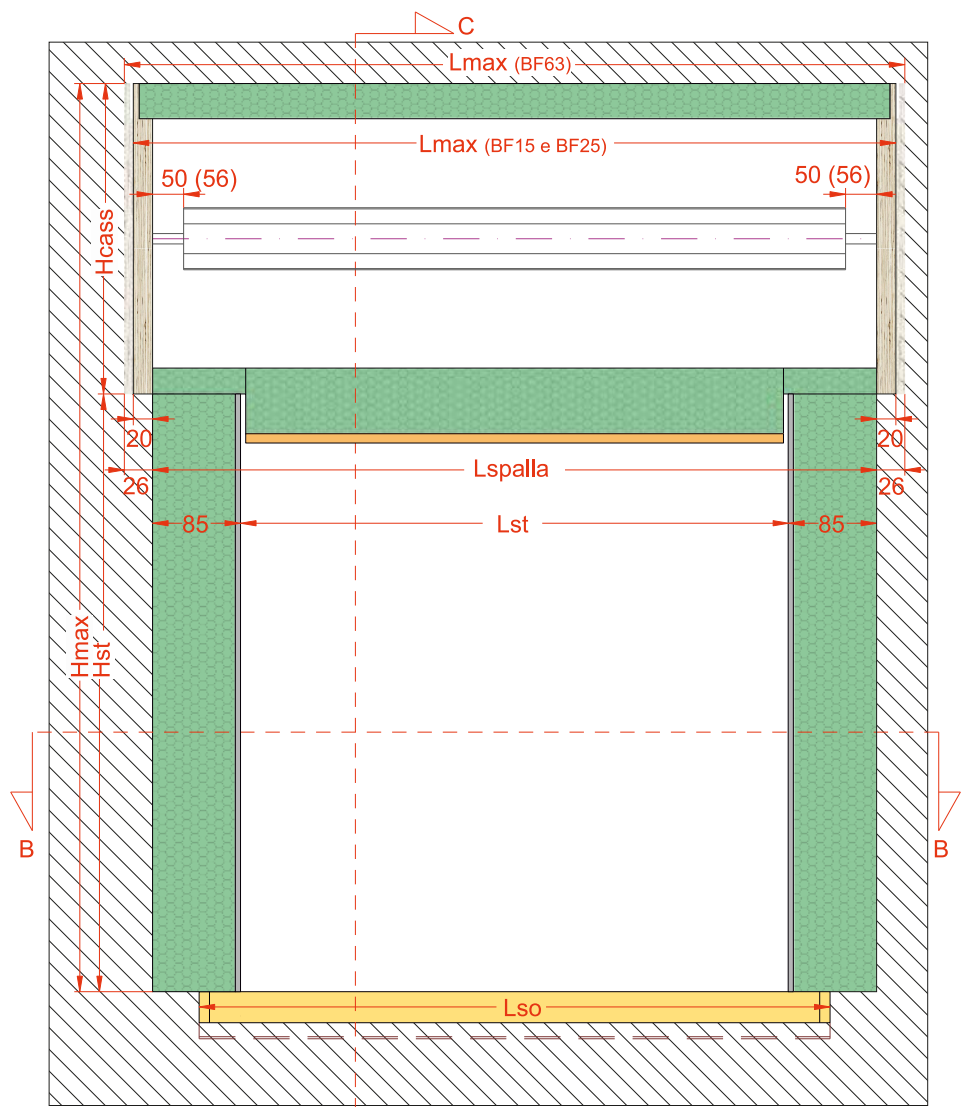 C
Lmax (BF63)
Lmax (BF15 e BF25)
50 (56)
50 (56)
Hcass
20
20
Lspalla
26
26
85
Lst
85
Hmax
Hst
B
B
Lso